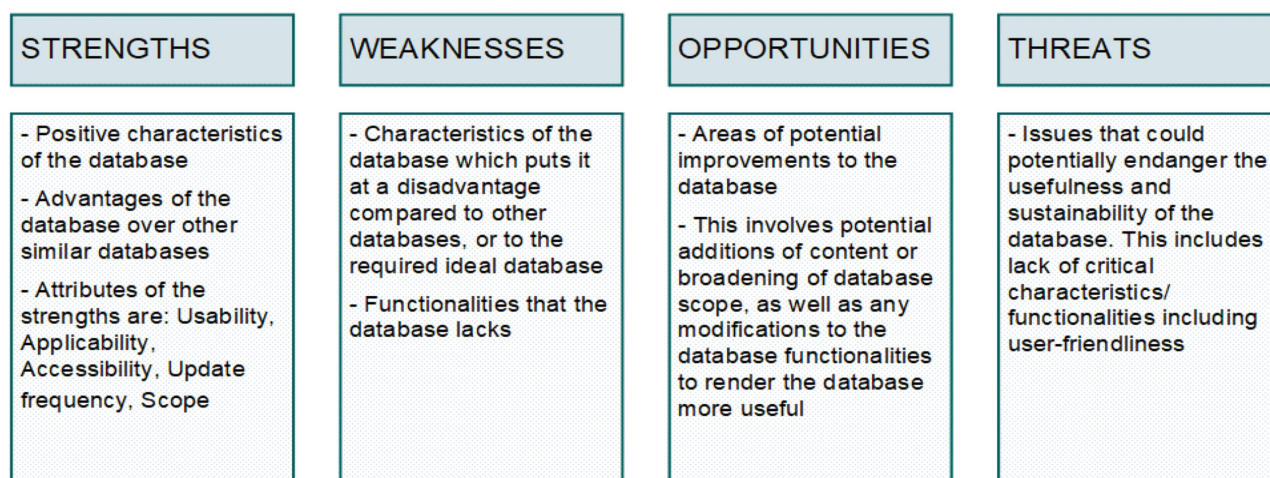 STRENGTHS
- Positive characteristics
of the database
- Advantages of the
database over other
similar databases
- Attributes of the
strengths are: Usability,
Applicability,
Accessibility, Update
frequency, Scope
WEAKNESSES
- Characteristics of the
database which puts it
at a disadvantage
compared to other
databases, or to the
required ideal database
- Functionalities that the
database lacks
OPPORTUNITIES
- Areas of potential
improvements to the
database
- This involves potential
additions of content or
broadening of database
scope, as well as any
modifications to the
database functionalities
to render the database
more useful
THREATS
- Issues that could
potentially endanger the
usefulness and
sustainability of the
database. This includes
lack of critical
characteristics/
functionalities including
user-friendliness